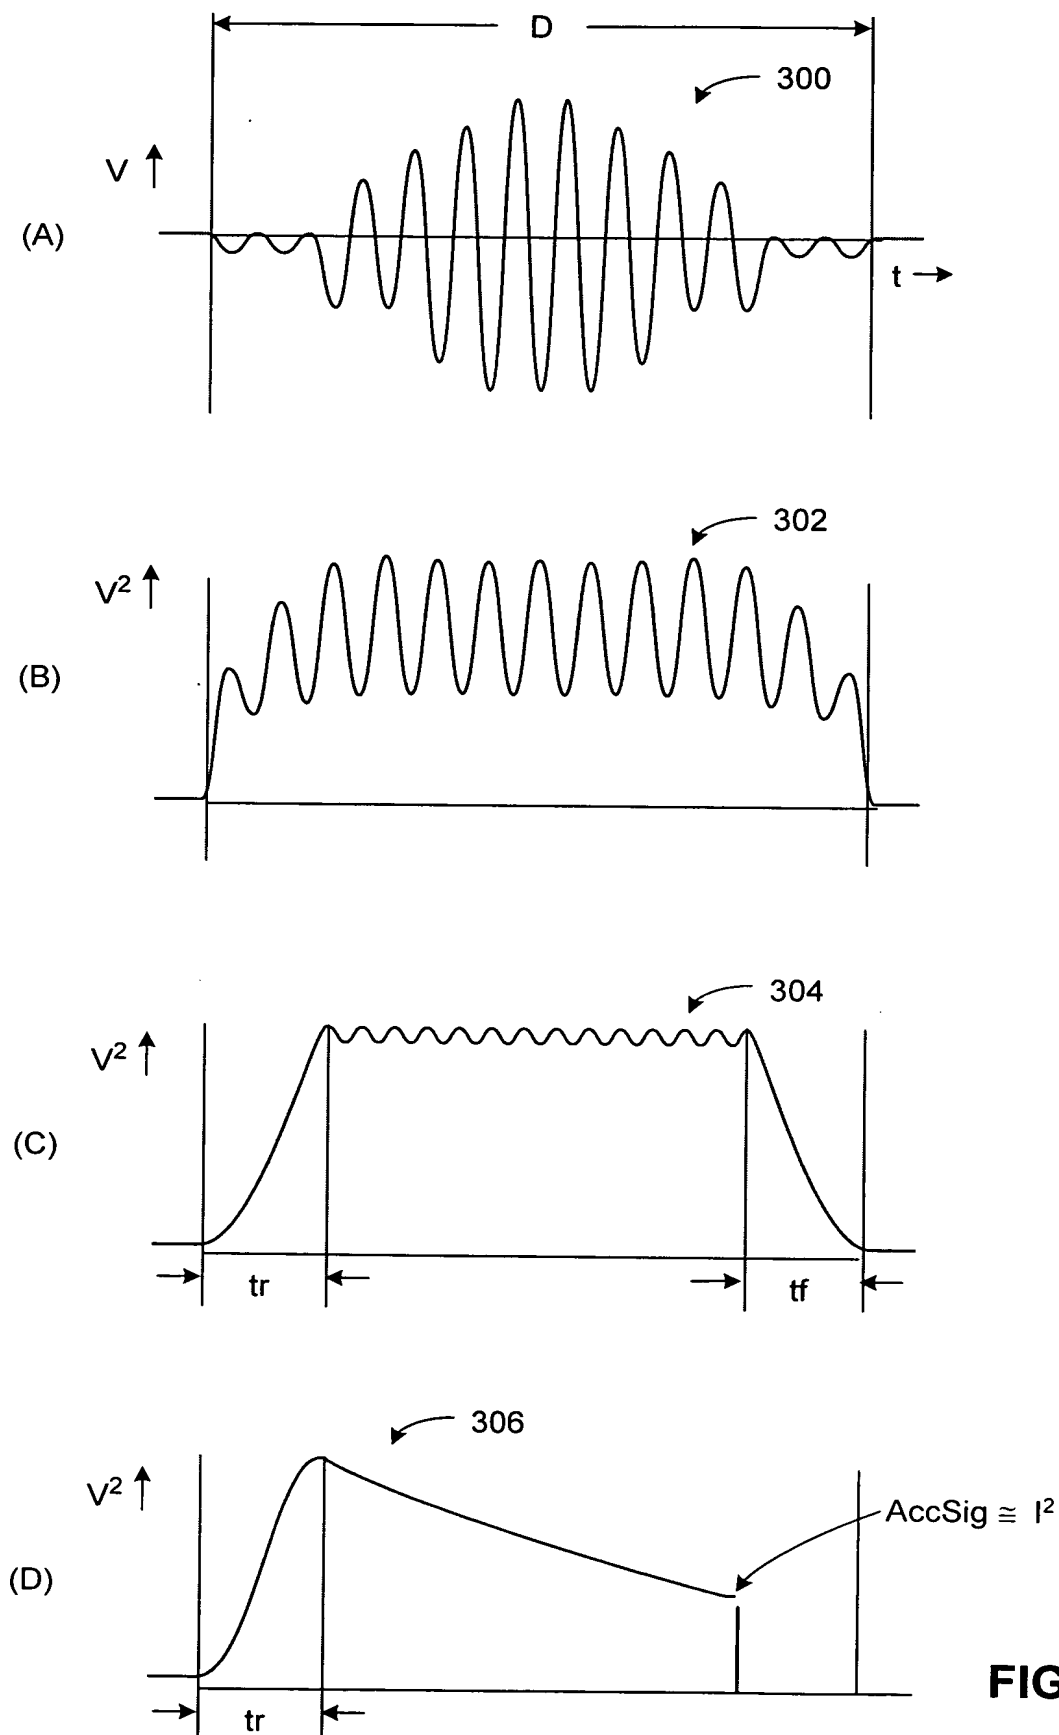 D
300
V
(A)
t
302
V²
(B)
304
V²
(C)
tr
tf
306
V²
AccSig ≅ I²
(D)
FIG
tr